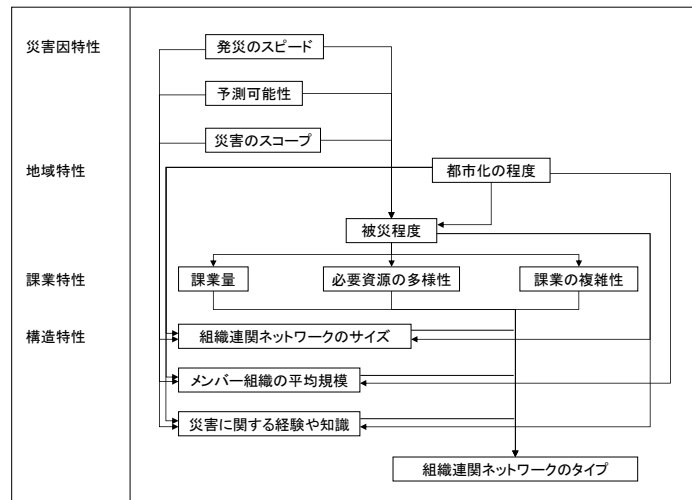 災害因特性
発災のスピード
予測可能性
災害のスコープ
地域特性
都市化の程度
被災程度
課業特性
課業量
必要資源の多様性
課業の複雑性
構造特性
組織連関ネットワークのサイズ
メンバー組織の平均規模
災害に関する経験や知識
組織連関ネットワークのタイプ